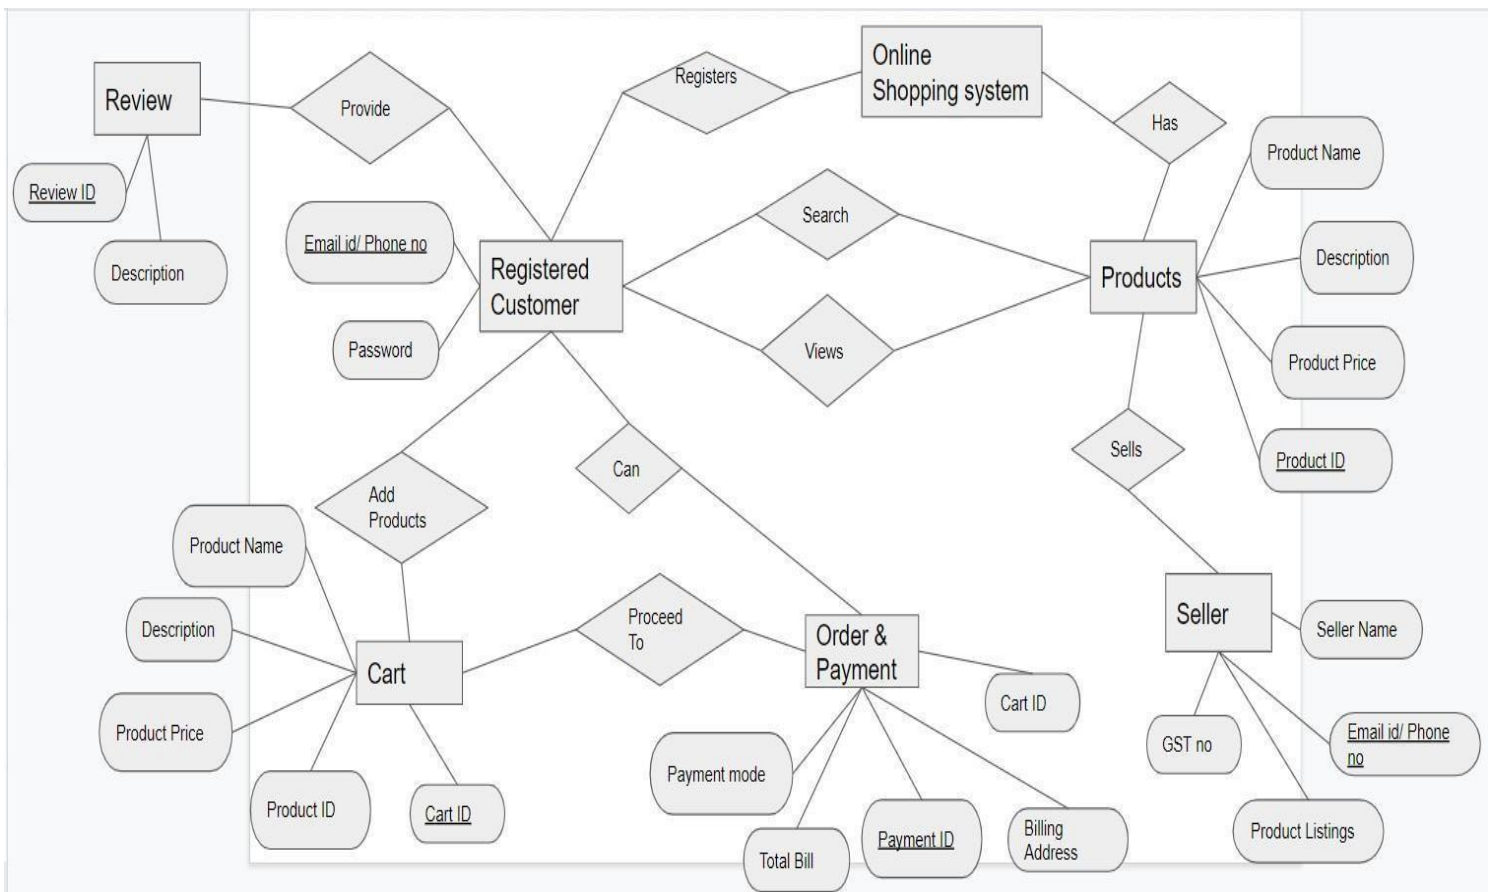 Online
Shopping system
Registers
Review
Provide
Has
Product Name
Review ID
Search
Email id/ Phone no
Description
Registered
Customer
Products
Description
Password
Views
Product Price
Sells
Product ID
Can
Add
Products
Product Name
Proceed
To
Description
Order &
Payment
Seller
Seller Name
Cart
Cart ID
Product Price
GST no
Email id/ Phone
no
Payment mode
Product ID
Cart ID
Total Bill
Payment ID
Billing
Address
Product Listings